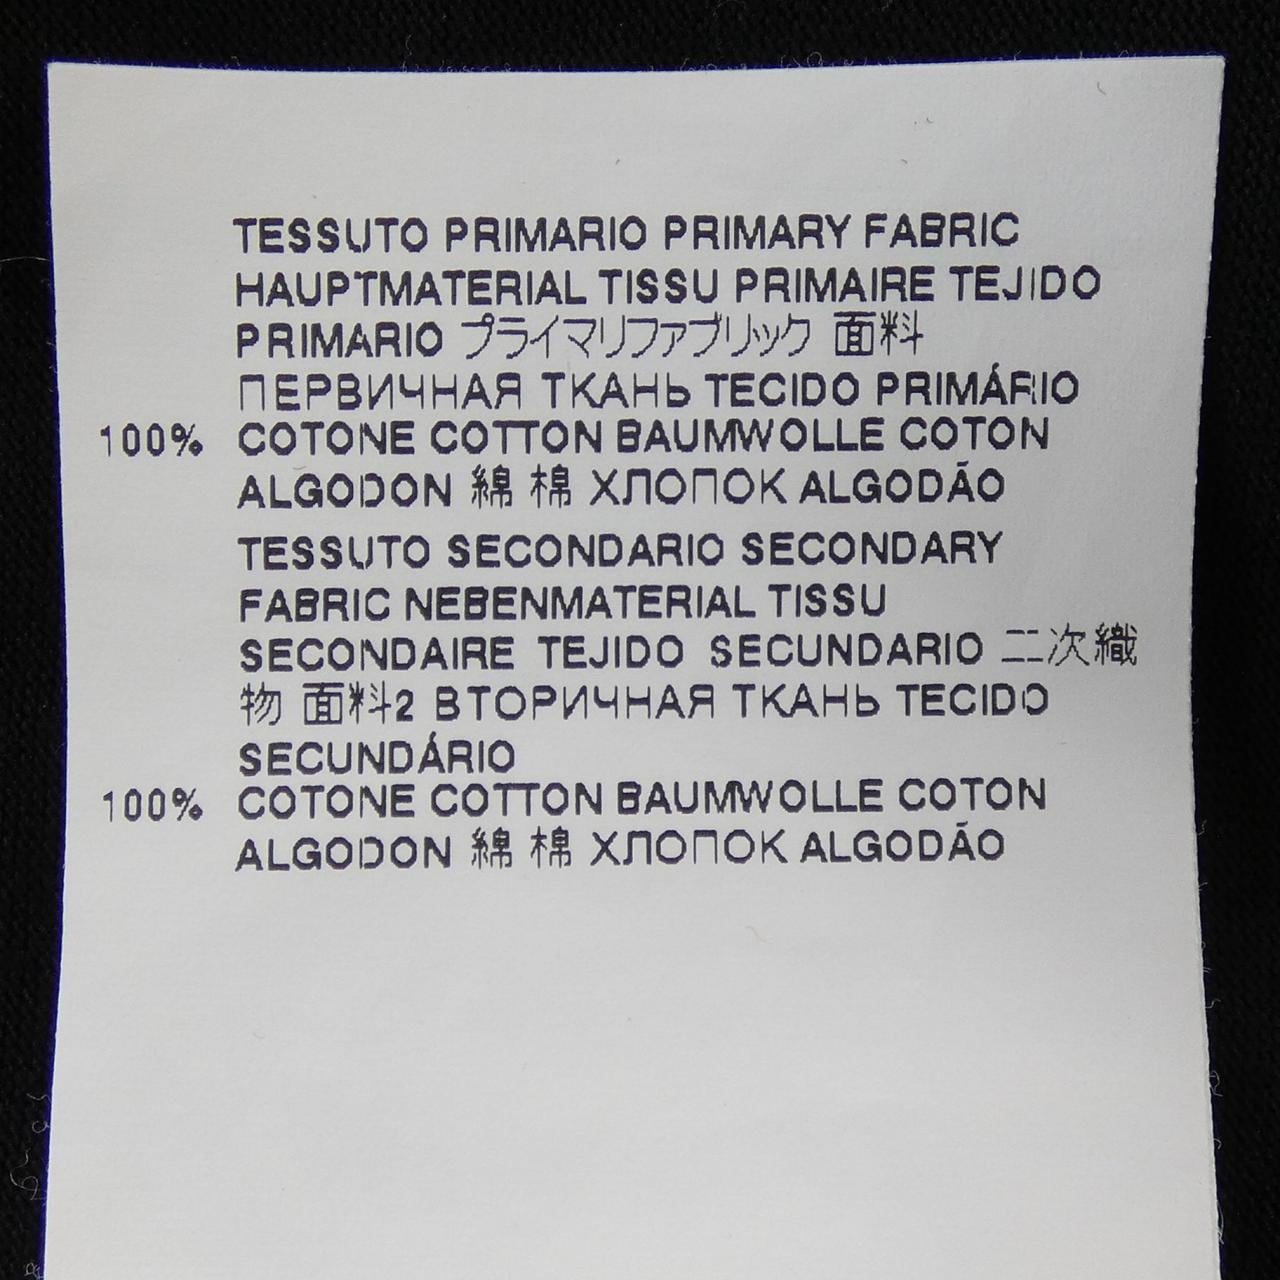 TESSUTO PRIMARIO PRIMARY FABRIC
HAUPTMATERIAL TISSU PRIMAIRE TEJIDO
PRIMARIO プライマリファブリック 面料
ПЕРВИЧНАЯ ТКАНЬ TECIDO PRIMÁRIO
100% COTONE COTTON BAUMWOLLE COTON
ALGODON 綿 棉 ХЛОПОК ALGODÃO
TESSUTO SECONDARIO SECONDARY
FABRIC NEBENMATERIAL TISSU
SECONDAIRE TEJIDO SECUNDARIO 二次織
物 面料2 ВТОРИЧНАЯ ТКАНЬ TECIDO
SECUNDÁRIO
100% COTONE COTTON BAUMWOLLE COTON
ALGODON 綿 棉 ХЛОПОК ALGODÃO